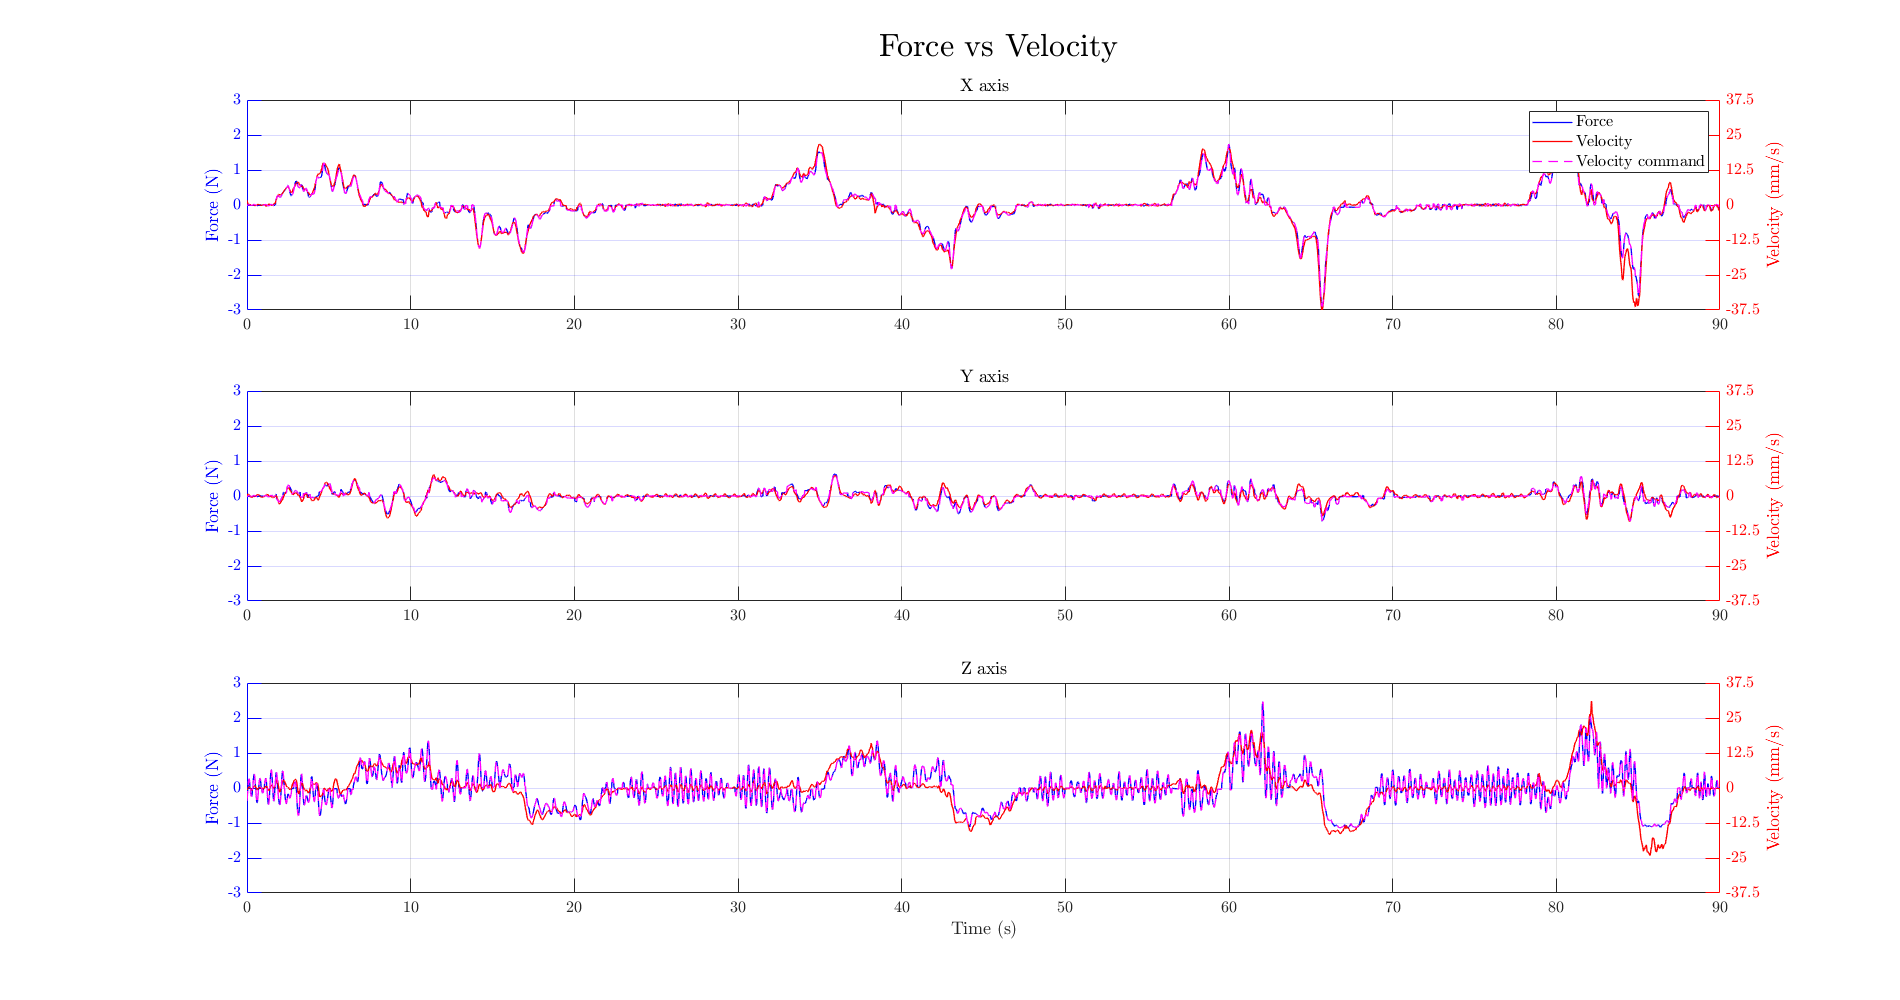 Force vs Velocity
X axis
3
2
1
0
-1
-2
-3
Force (N)
37.5
25
12.5
0
-12.5
-25
-37.5
Velocity (mm/s)
Force
Velocity
Velocity command
0 10 20 30 40 50 60 70 80 90
Y axis
3
2
1
0
-1
-2
-3
Force (N)
37.5
25
12.5
0
-12.5
-25
-37.5
Velocity (mm/s)
0 10 20 30 40 50 60 70 80 90
Z axis
3
2
1
0
-1
-2
-3
Force (N)
37.5
25
12.5
0
-12.5
-25
-37.5
Velocity (mm/s)
0 10 20 30 40 50 60 70 80 90
Time (s)